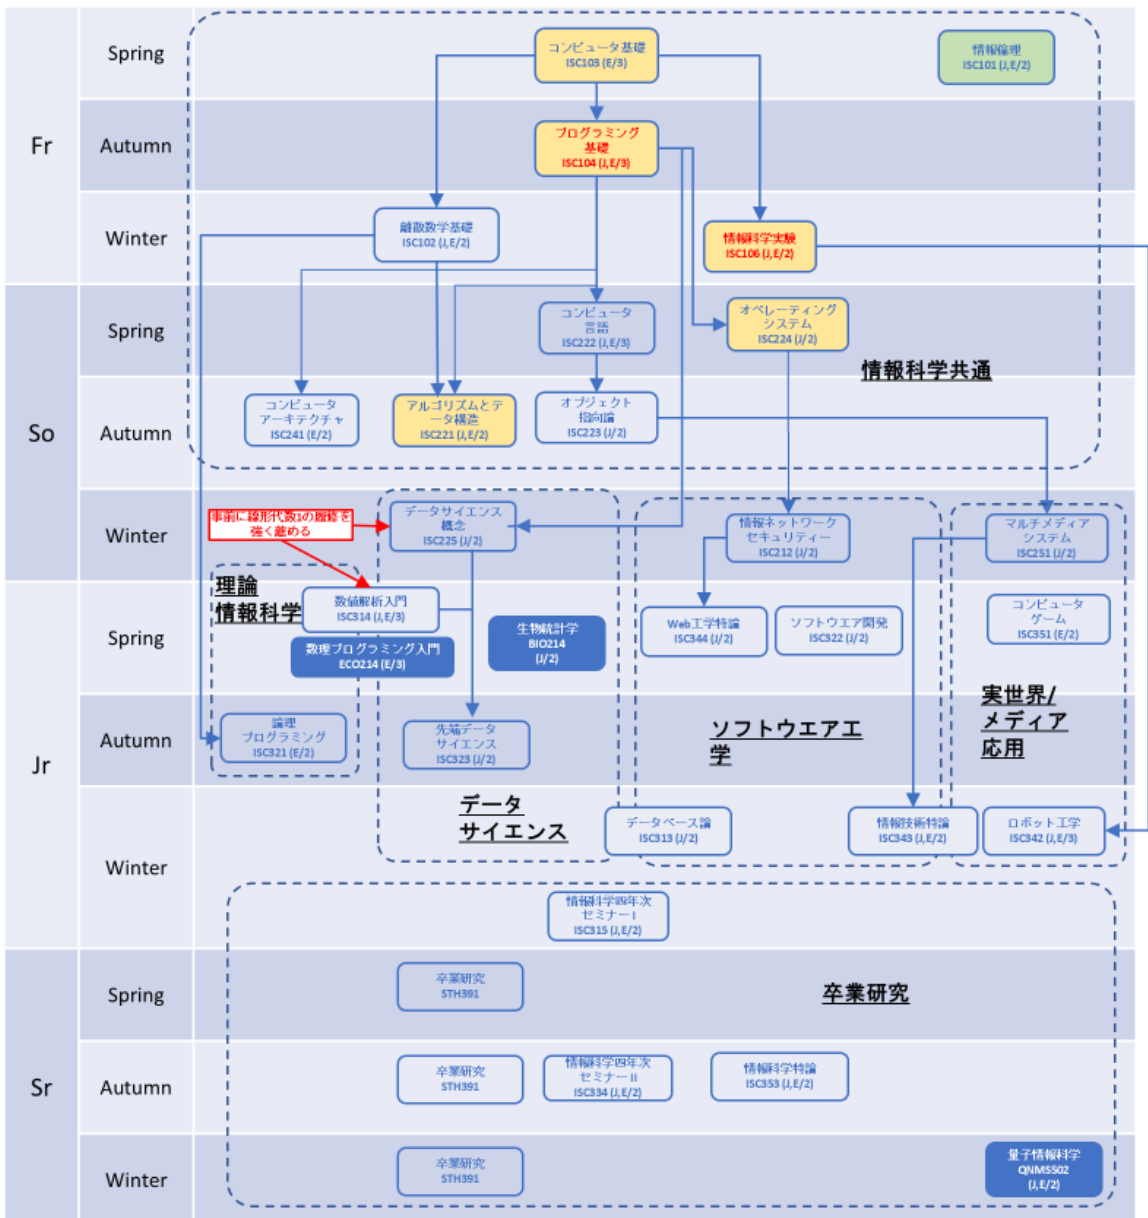 Fr
Spring
コンピュータ基礎
ISC103 (E/3)
情報倫理
ISC101 (J,E/2)
Autumn
プログラミング
基礎
ISC104 (J,E/3)
Winter
離散数学基礎
ISC102 (J,E/2)
情報科学実験
ISC106 (J,E/2)
So
Spring
コンピュータ
言語
ISC222 (J,E/3)
オペレーティング
システム
ISC224 (J/2)
情報科学共通
Autumn
コンピュータ
アーキテクチャ
ISC241 (E/2)
アルゴリズムとデ
ータ構造
ISC221 (J,E/2)
オブジェクト
指向論
ISC223 (J/2)
Winter
事前に線形代数1の履修を
強く薦める
データサイエンス
概念
ISC225 (J/2)
情報ネットワーク
セキュリティー
ISC212 (J/2)
マルチメディア
システム
ISC251 (J/2)
Jr
理論
情報科学
Spring
数値解析入門
ISC314 (J,E/3)
数理プログラミング入門
ECO214 (E/3)
生物統計学
BIO214
(J/2)
Web工学特論
ISC344 (J/2)
ソフトウエア開発
ISC322 (J/2)
コンピュータ
ゲーム
ISC351 (E/2)
実世界/
メディア
応用
Autumn
論理
プログラミング
ISC321 (E/2)
先端データ
サイエンス
ISC323 (J/2)
ソフトウエア工
学
データ
サイエンス
Winter
データベース論
ISC313 (J/2)
情報技術特論
ISC343 (J,E/2)
ロボット工学
ISC342 (J,E/3)
情報科学四年次
セミナーI
ISC315 (J,E/2)
Sr
Spring
卒業研究
STH391
卒業研究
Autumn
卒業研究
STH391
情報科学四年次
セミナーII
ISC334 (J,E/2)
情報科学特論
ISC353 (J,E/2)
Winter
卒業研究
STH391
量子情報科学
QNMS502
(J,E/2)